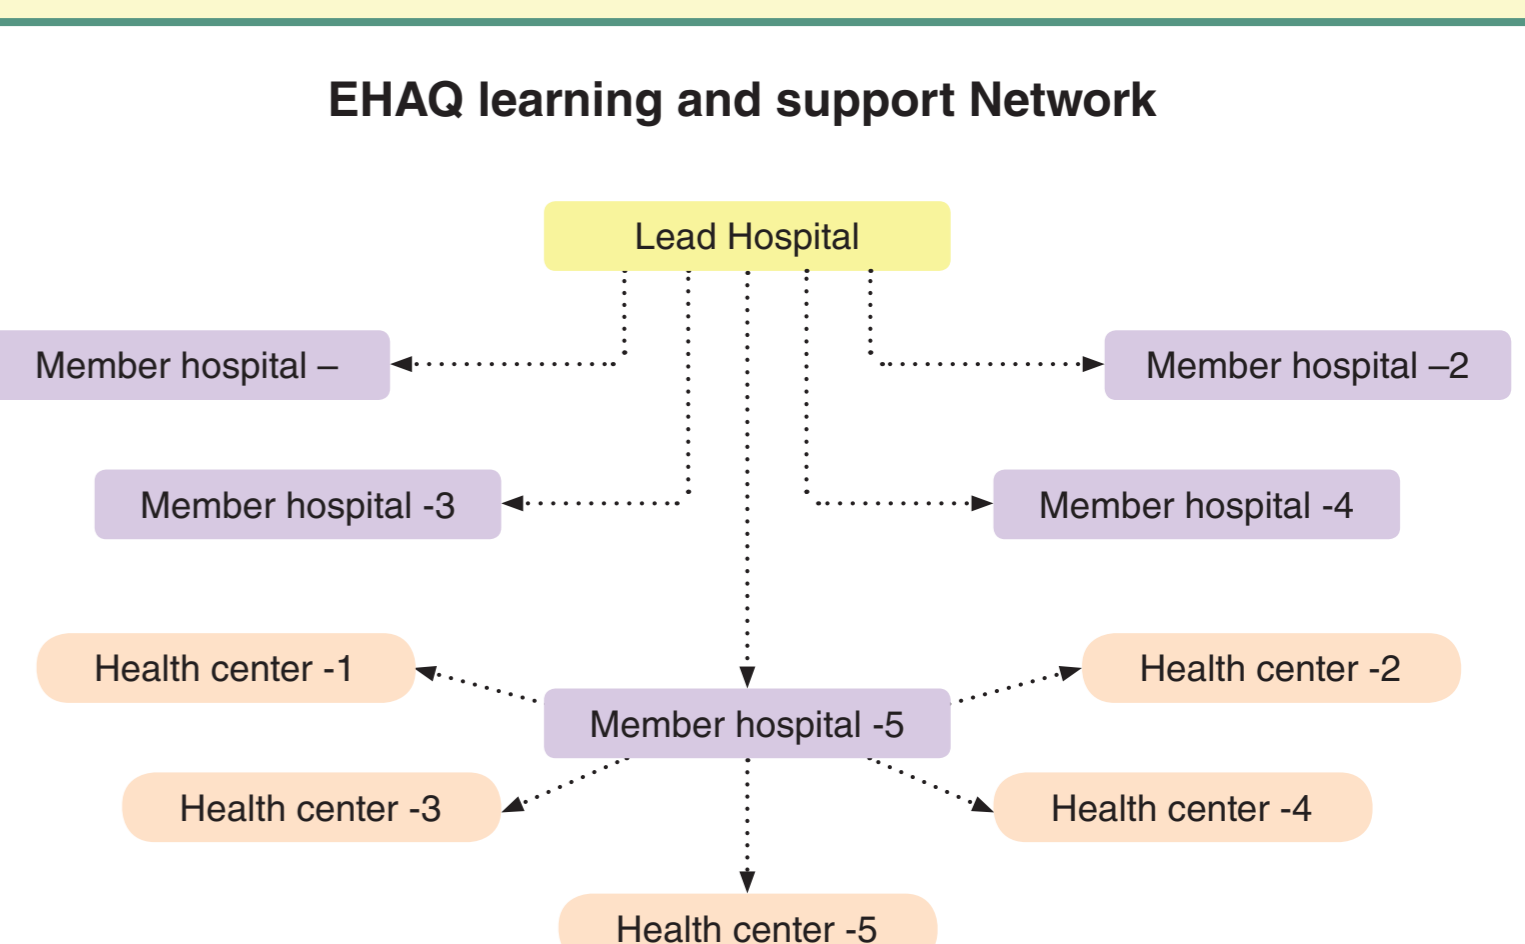 EHAQ learning and support Network
Lead Hospital
Member hospital –
Member hospital –2
Member hospital -3
Member hospital -4
Health center -1
Health center -2
Member hospital -5
Health center -3
Health center -4
Health center -5